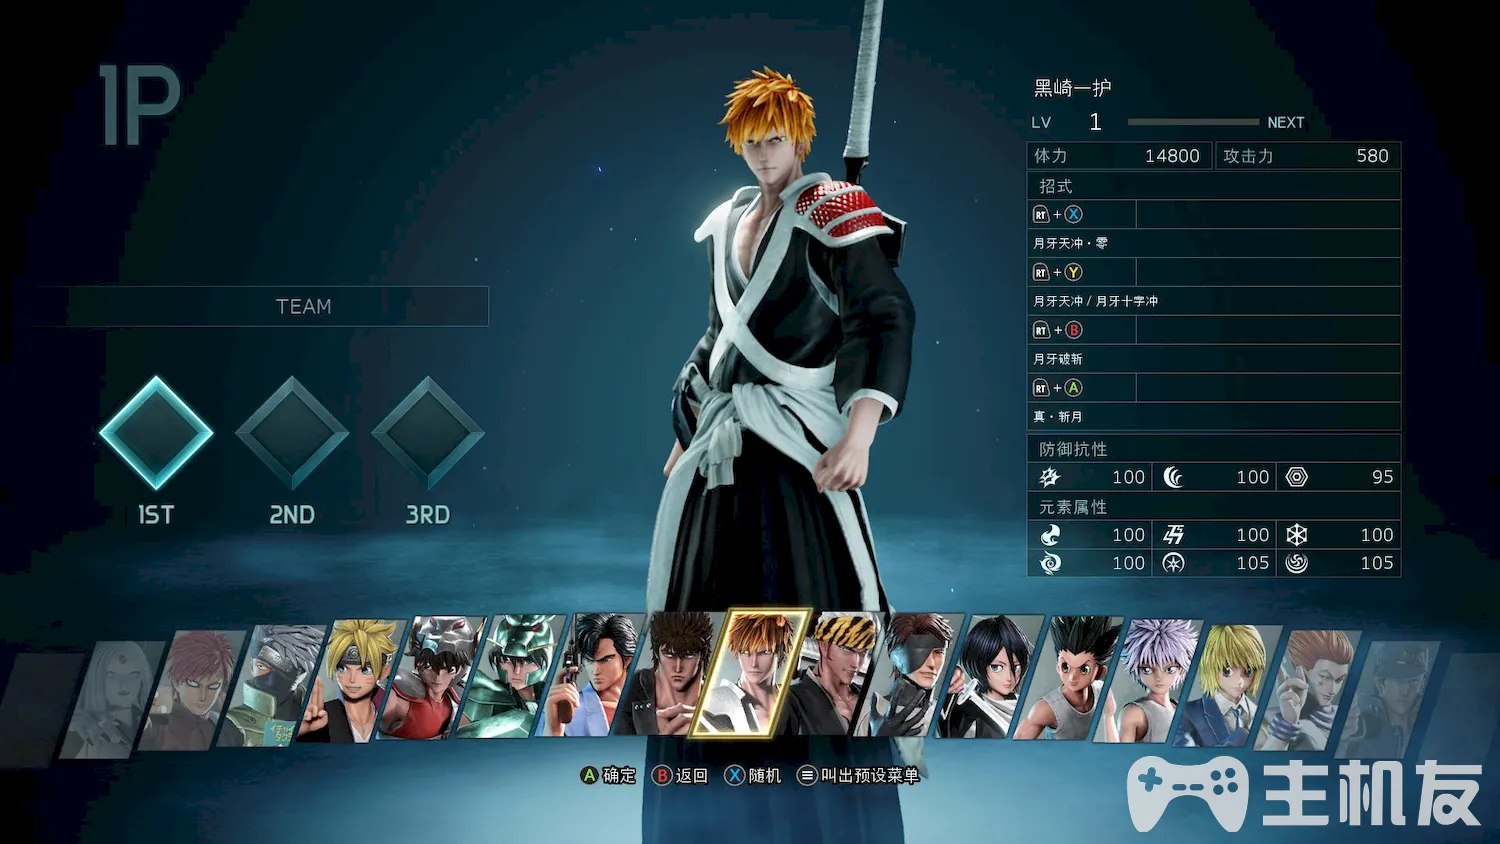 1P
TEAM
1ST 2ND 3RD
黑崎一护
LV 1 NEXT
体力 14800 攻击力 580
招式
RT + X
月牙天冲・零
RT + Y
月牙天冲 / 月牙十字冲
RT + B
月牙破斩
RT + A
真・斩月
防御抗性
100 100 95
元素属性
100 100 100
100 105 105
A 确定 B 返回 X 随机 叫出预设菜单
主机友